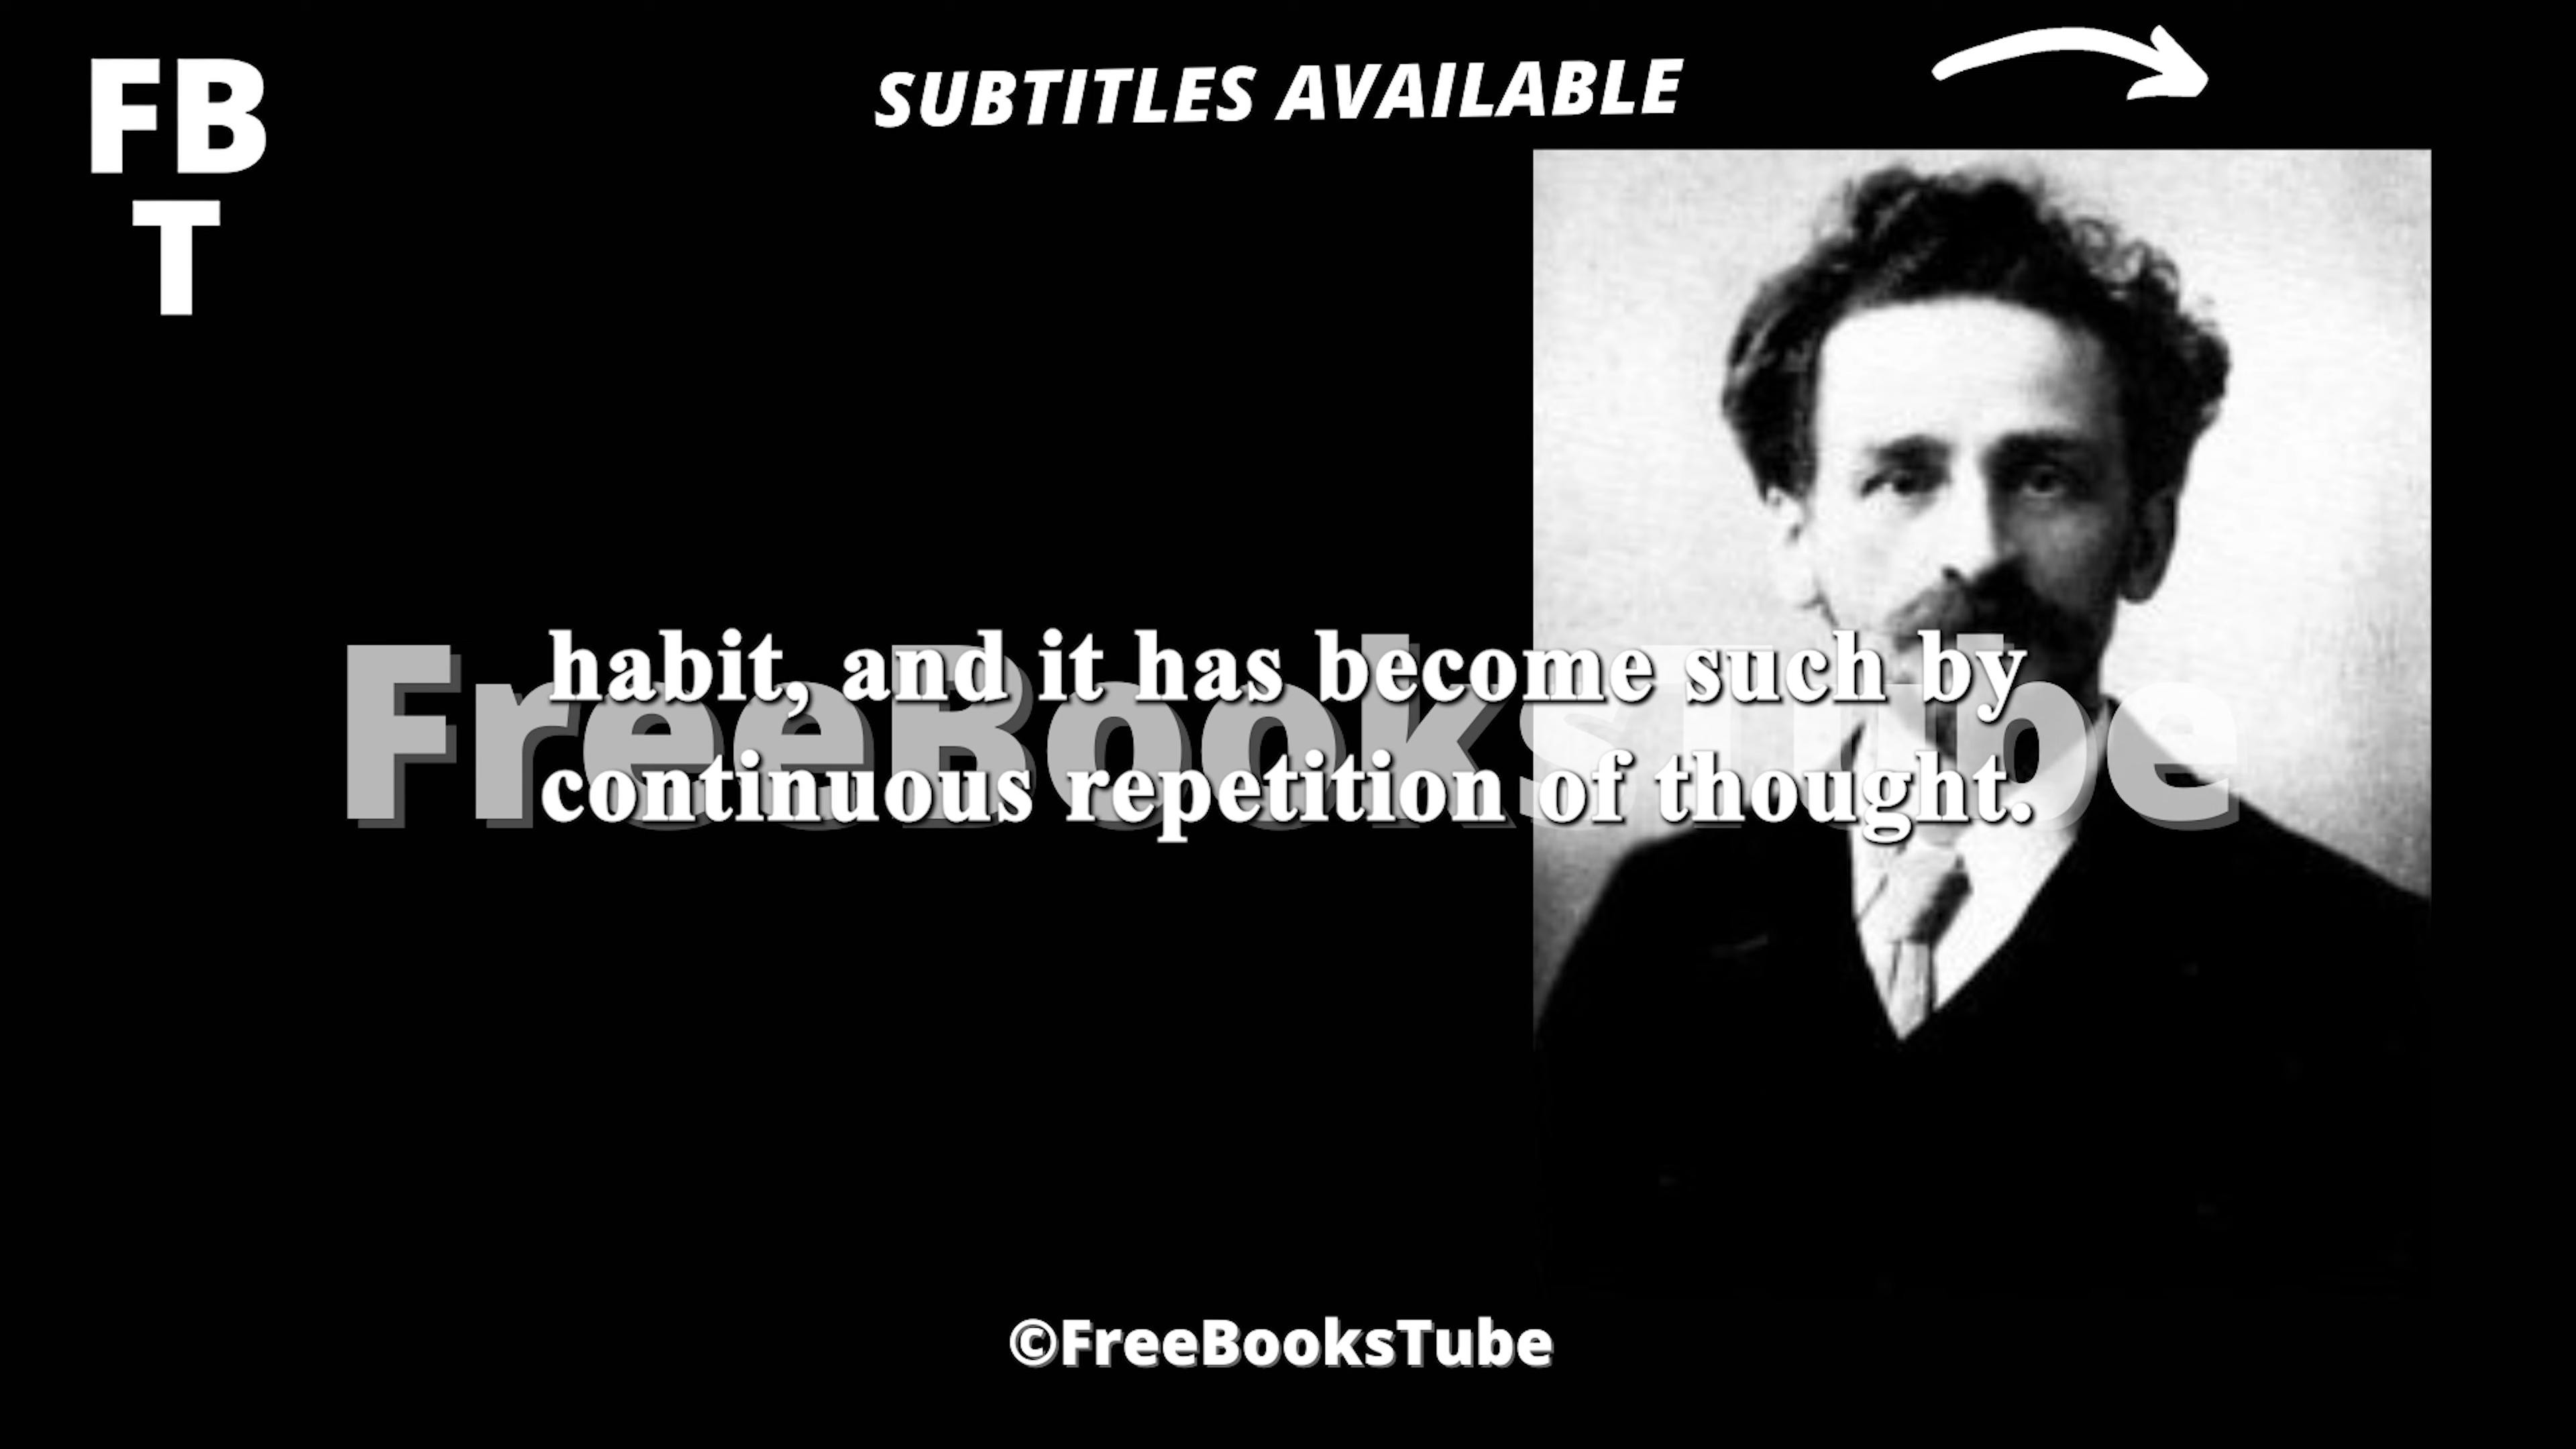 FB
T
SUBTITLES AVAILABLE
habit, and it has become such by
FreeBooksTube
continuous repetition of thought.
©FreeBooksTube